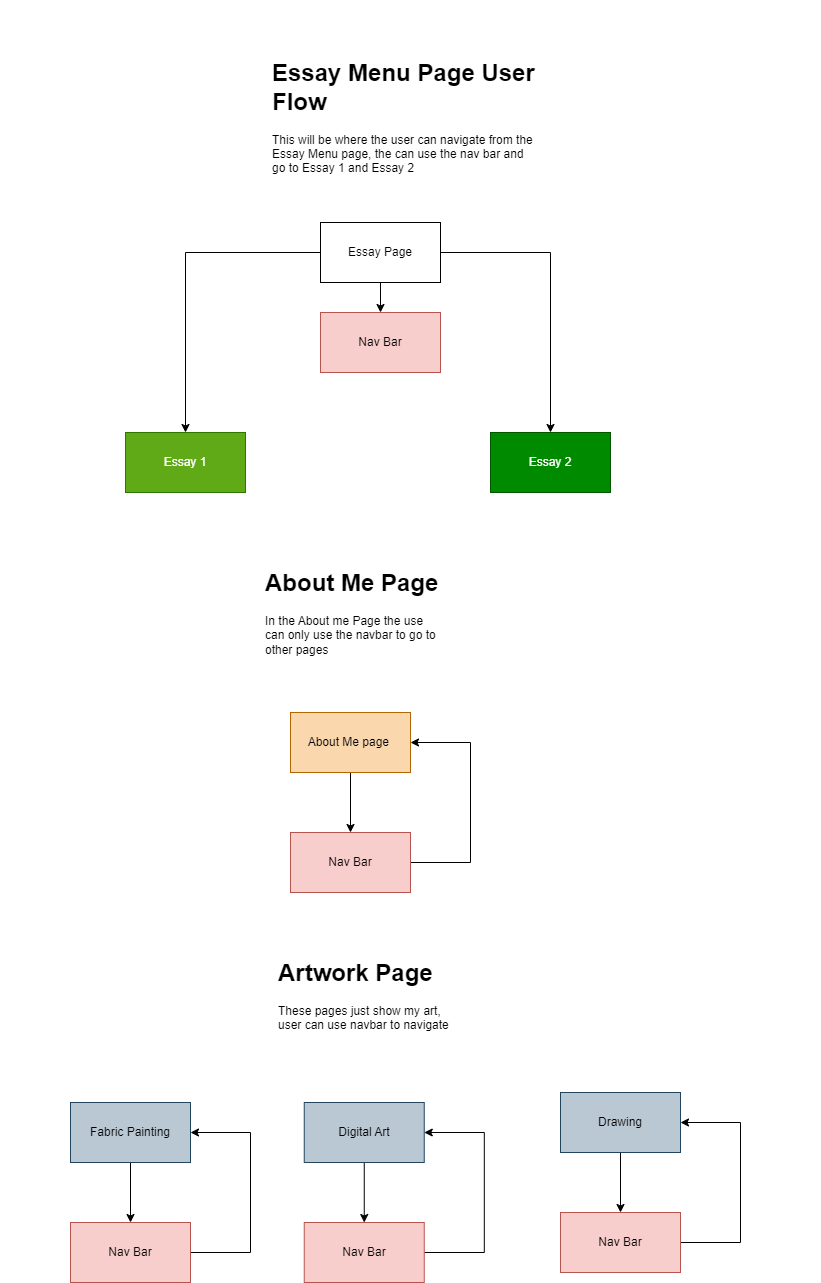 Essay Menu Page User
Flow
This will be where the user can navigate from the
Essay Menu page, the can use the nav bar and
go to Essay 1 and Essay 2
Essay Page
Nav Bar
Essay 1
Essay 2
About Me Page
In the About me Page the use
can only use the navbar to go to
other pages
About Me page
Nav Bar
Artwork Page
These pages just show my art,
user can use navbar to navigate
Fabric Painting
Digital Art
Drawing
Nav Bar
Nav Bar
Nav Bar